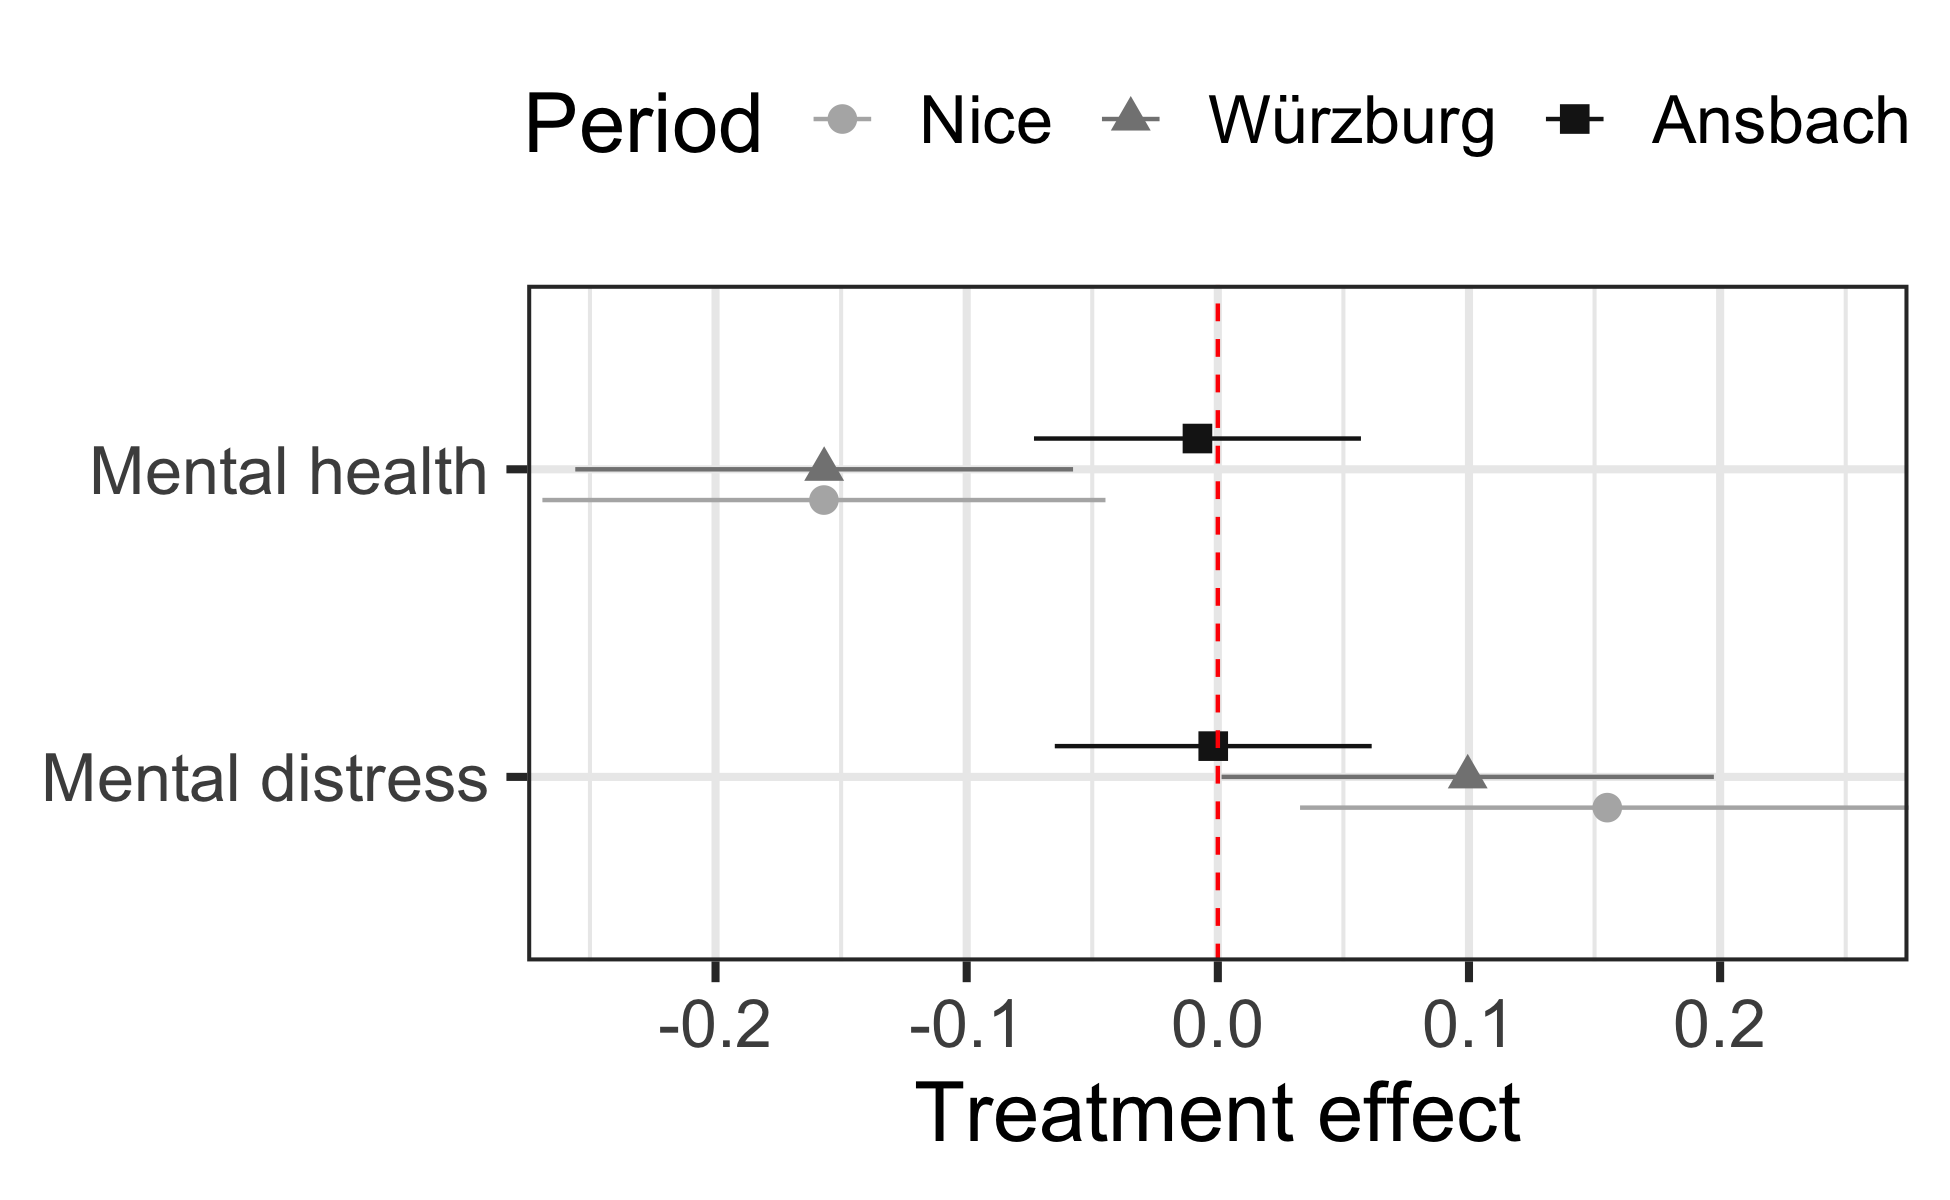 Period Nice Würzburg Ansbach
Mental health
Mental distress
-0.2 -0.1 0.0 0.1 0.2
Treatment effect